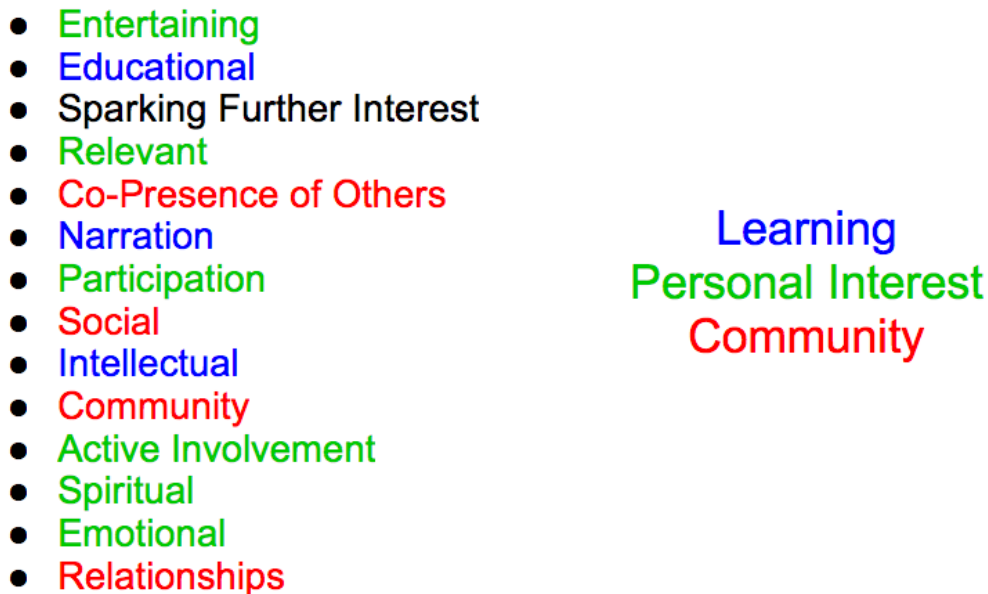 ● Entertaining
● Educational
● Sparking Further Interest
● Relevant
● Co-Presence of Others
● Narration
● Participation
● Social
● Intellectual
● Community
● Active Involvement
● Spiritual
● Emotional
● Relationships
Learning
Personal Interest
Community